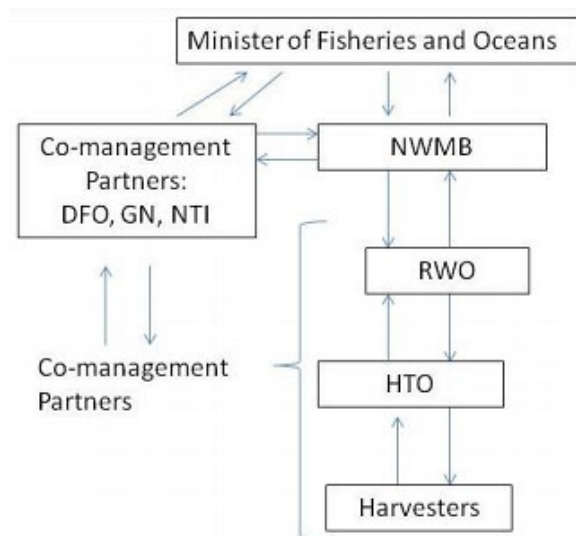 Minister of Fisheries and Oceans
Co-management
Partners:
DFO, GN, NTI
NWMB
RWO
Co-management
Partners
HTO
Harvesters